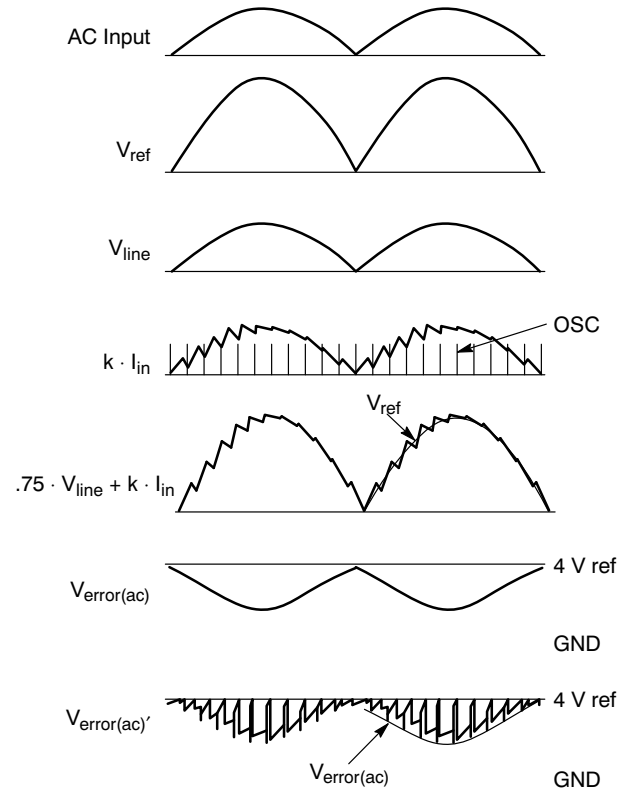 AC Input
Vref
Vline
OSC
k · Iin
Vref
.75 · Vline + k · Iin
4 V ref
Verror(ac)
GND
4 V ref
Verror(ac)′
Verror(ac)
GND